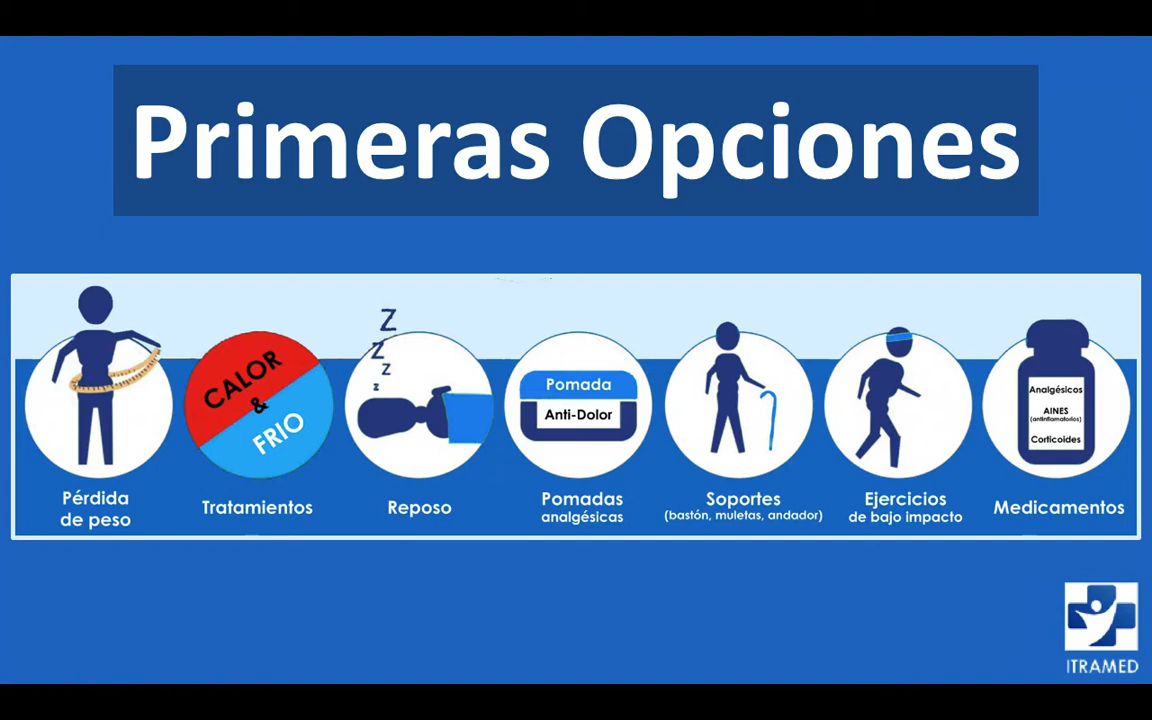 Primeras Opciones
Z
Z
Z
z
CALOR
&
FRIO
Pomada
Anti-Dolor
Analgésicos
AINES
(antinflamatorios)
Corticoides
Pérdida
de peso
Tratamientos
Reposo
Pomadas
analgésicas
Soportes
(bastón, muletas, andador)
Ejercicios
de bajo impacto
Medicamentos
ITRAMED